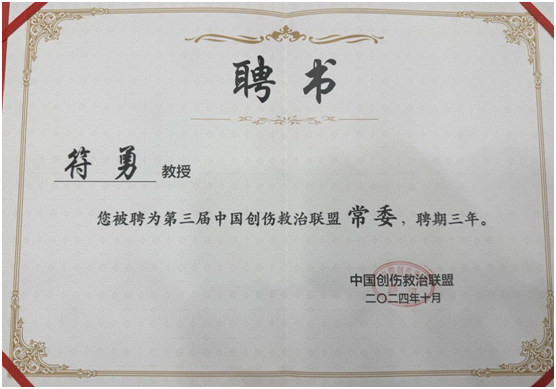 聘书
符勇 教授
您被聘为第三届中国创伤救治联盟 常委，聘期三年。
中国创伤救治联盟
二〇二四年十月